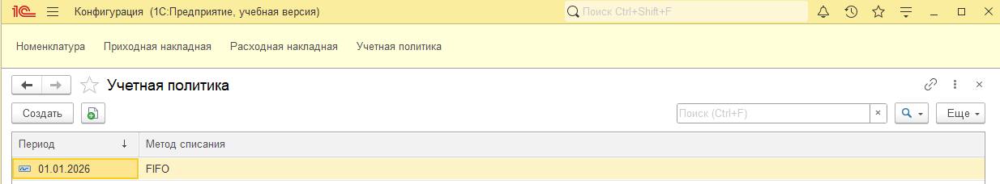 1С Конфигурация (1С:Предприятие, учебная версия) Поиск Ctrl+Shift+F
Номенклатура Приходная накладная Расходная накладная Учетная политика
Учетная политика
Создать Поиск (Ctrl+F) × Еще
Период ↓ Метод списания
01.01.2026 FIFO